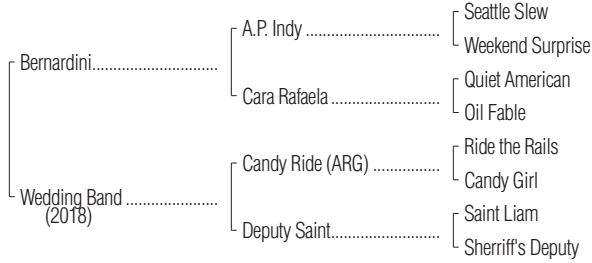 Seattle Slew
A.P. Indy ..............................
Weekend Surprise
Bernardini............................
Quiet American
Cara Rafaela ........................
Oil Fable
Ride the Rails
Candy Ride (ARG) ...............
Candy Girl
Wedding Band ....................
(2018)
Saint Liam
Deputy Saint........................
Sherriff's Deputy